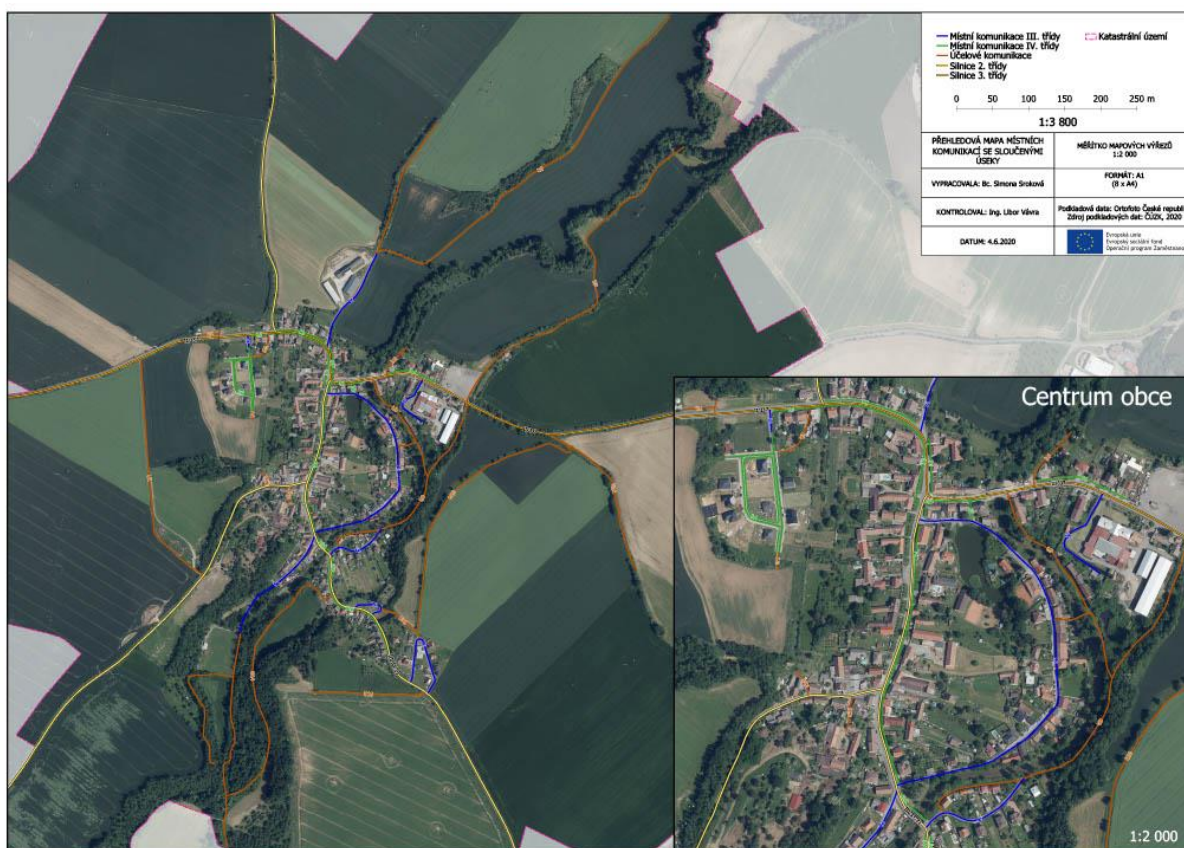 Místní komunikace III. třídy
Místní komunikace IV. třídy
Účelové komunikace
Silnice 2. třídy
Silnice 3. třídy
Katastrální území
0 50 100 150 200 250 m
1:3 800
PŘEHLEDOVÁ MAPA MÍSTNÍCH
KOMUNIKACÍ SE SLOUČENÝMI
ÚSEKY
MĚŘÍTKO MAPOVÝCH VÝŘEZŮ
1:2 000
VYPRACOVALA: Bc. Simona Sroková
FORMÁT: A1
(8 x A4)
KONTROLOVAL: Ing. Libor Vávra
Podkladová data: Ortofoto České republi
Zdroj podkladových dat: ČÚZK, 2020
DATUM: 4.6.2020
Evropská unie
Evropský sociální fond
Operační program Zaměstnanos
Centrum obce
1:2 000